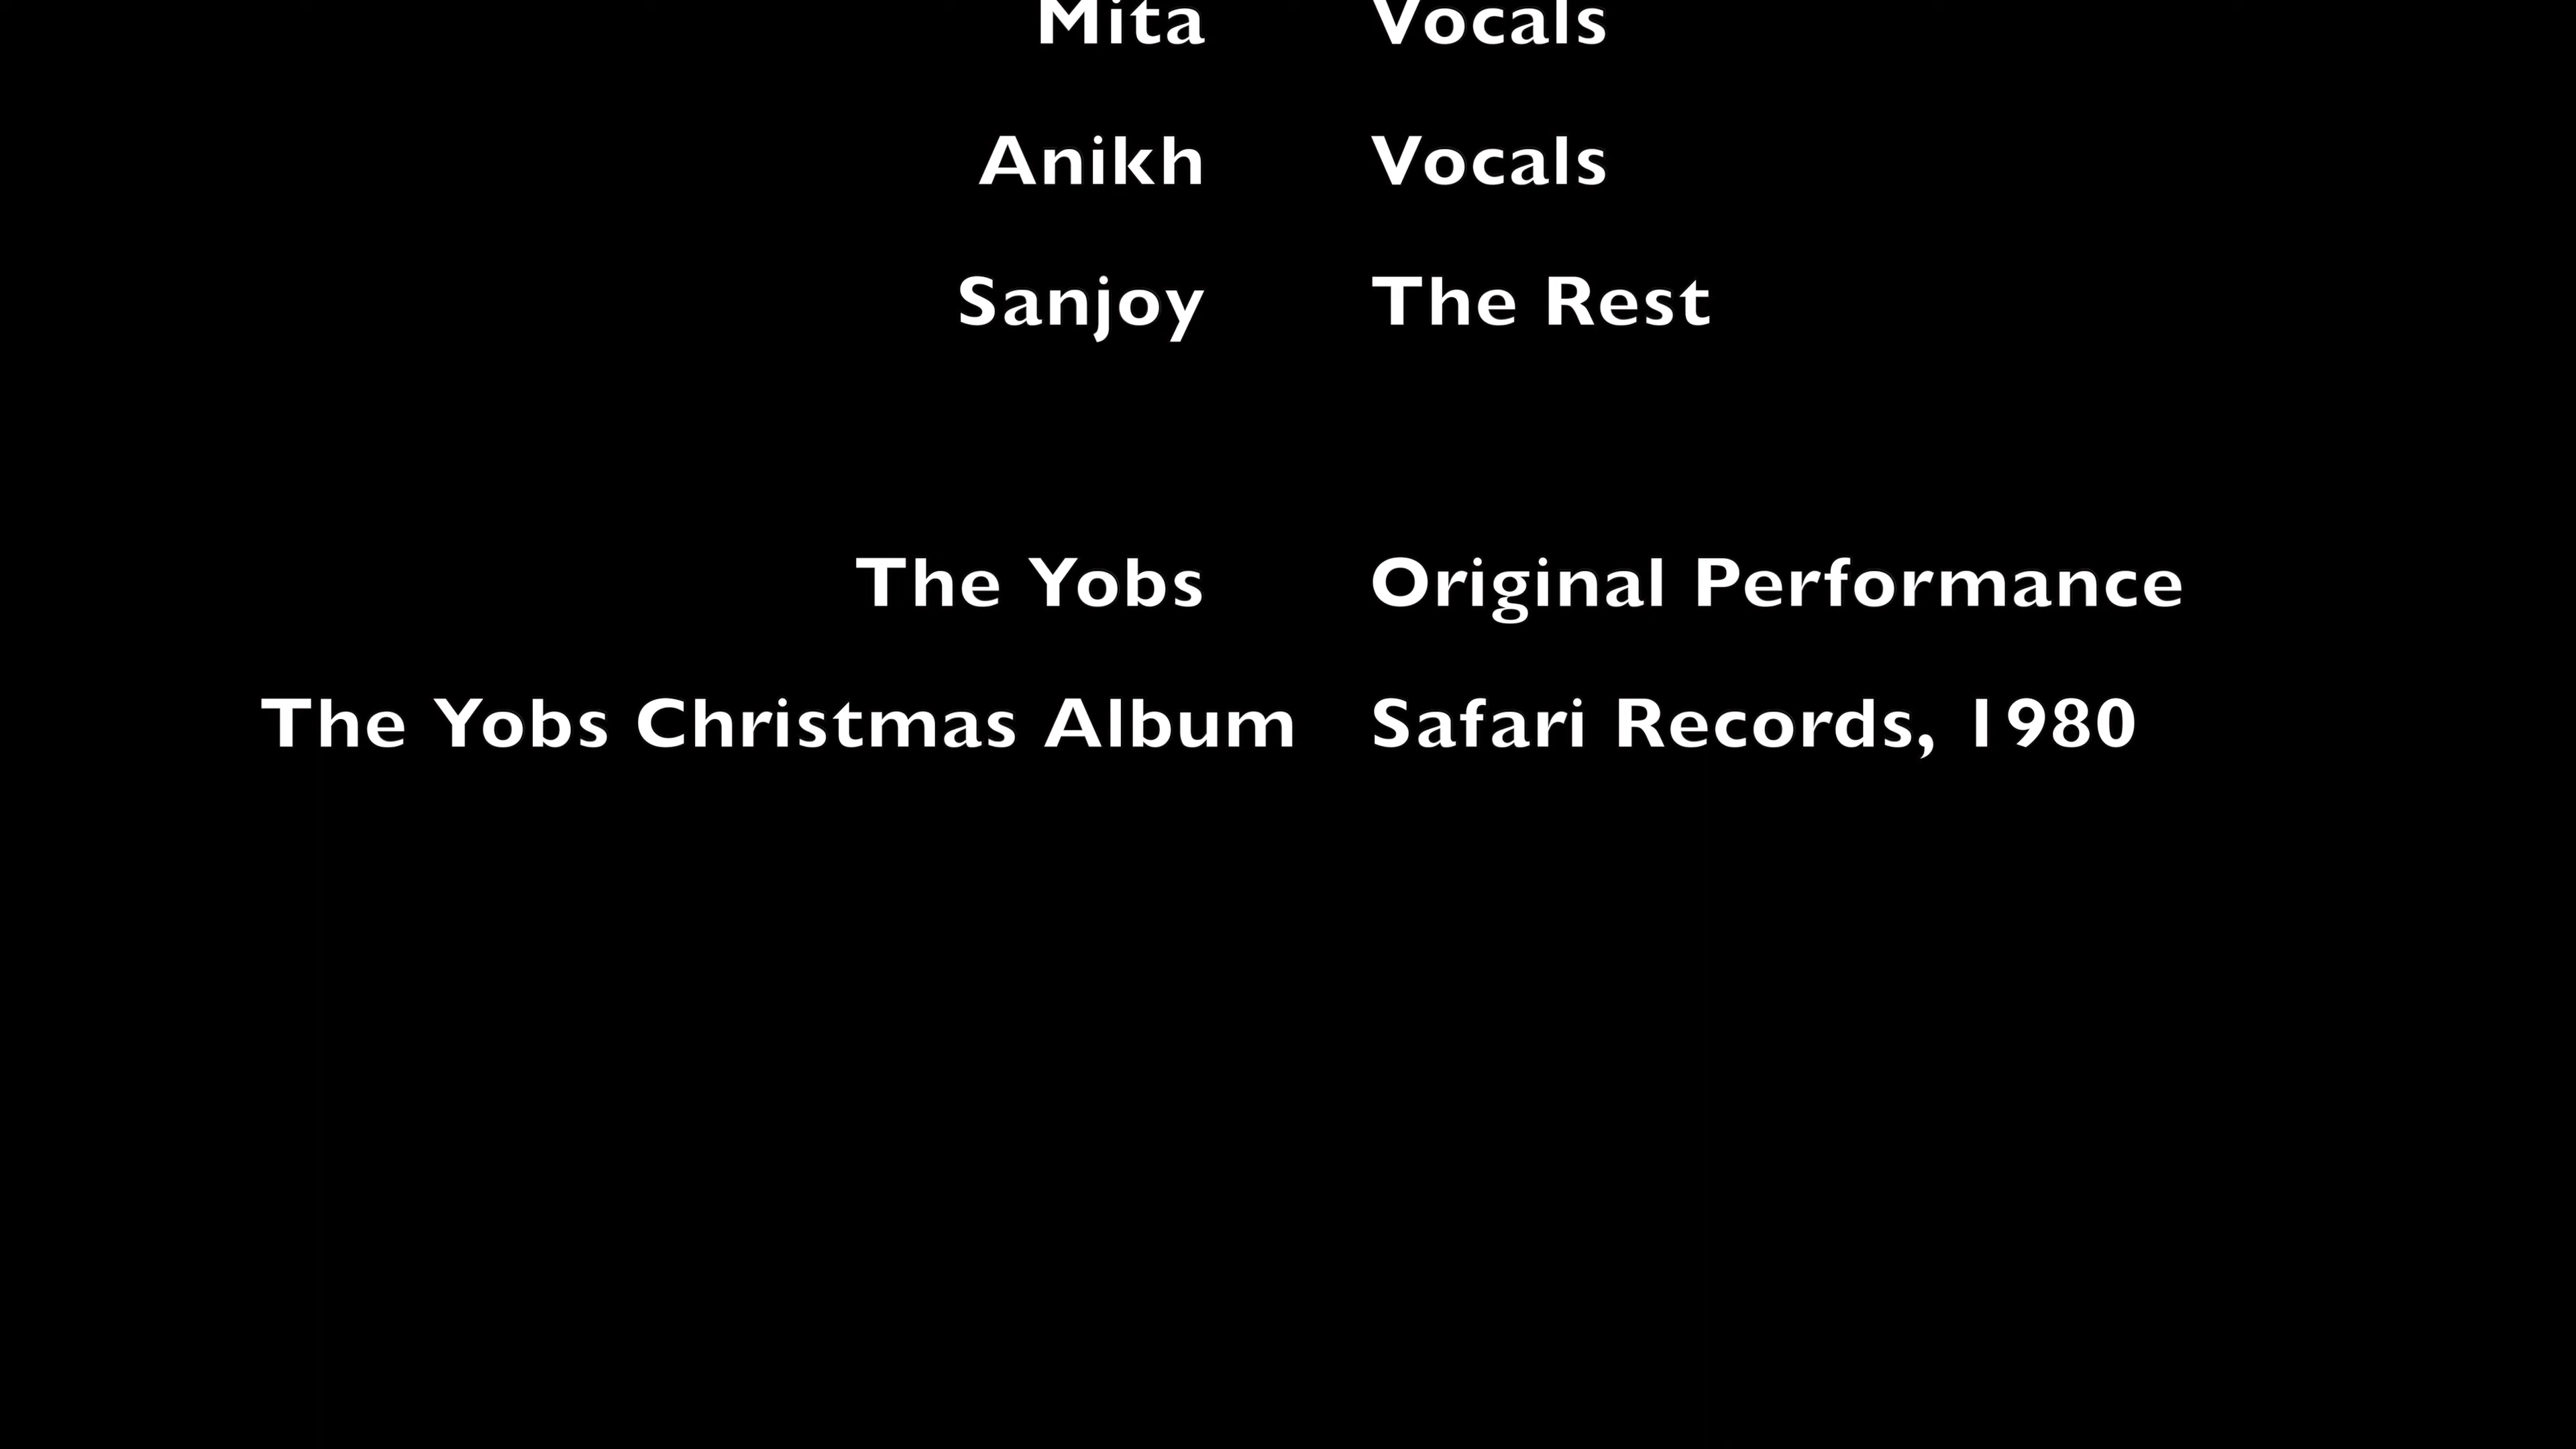 Mita Vocals
Anikh Vocals
Sanjoy The Rest
The Yobs Original Performance
The Yobs Christmas Album Safari Records, 1980